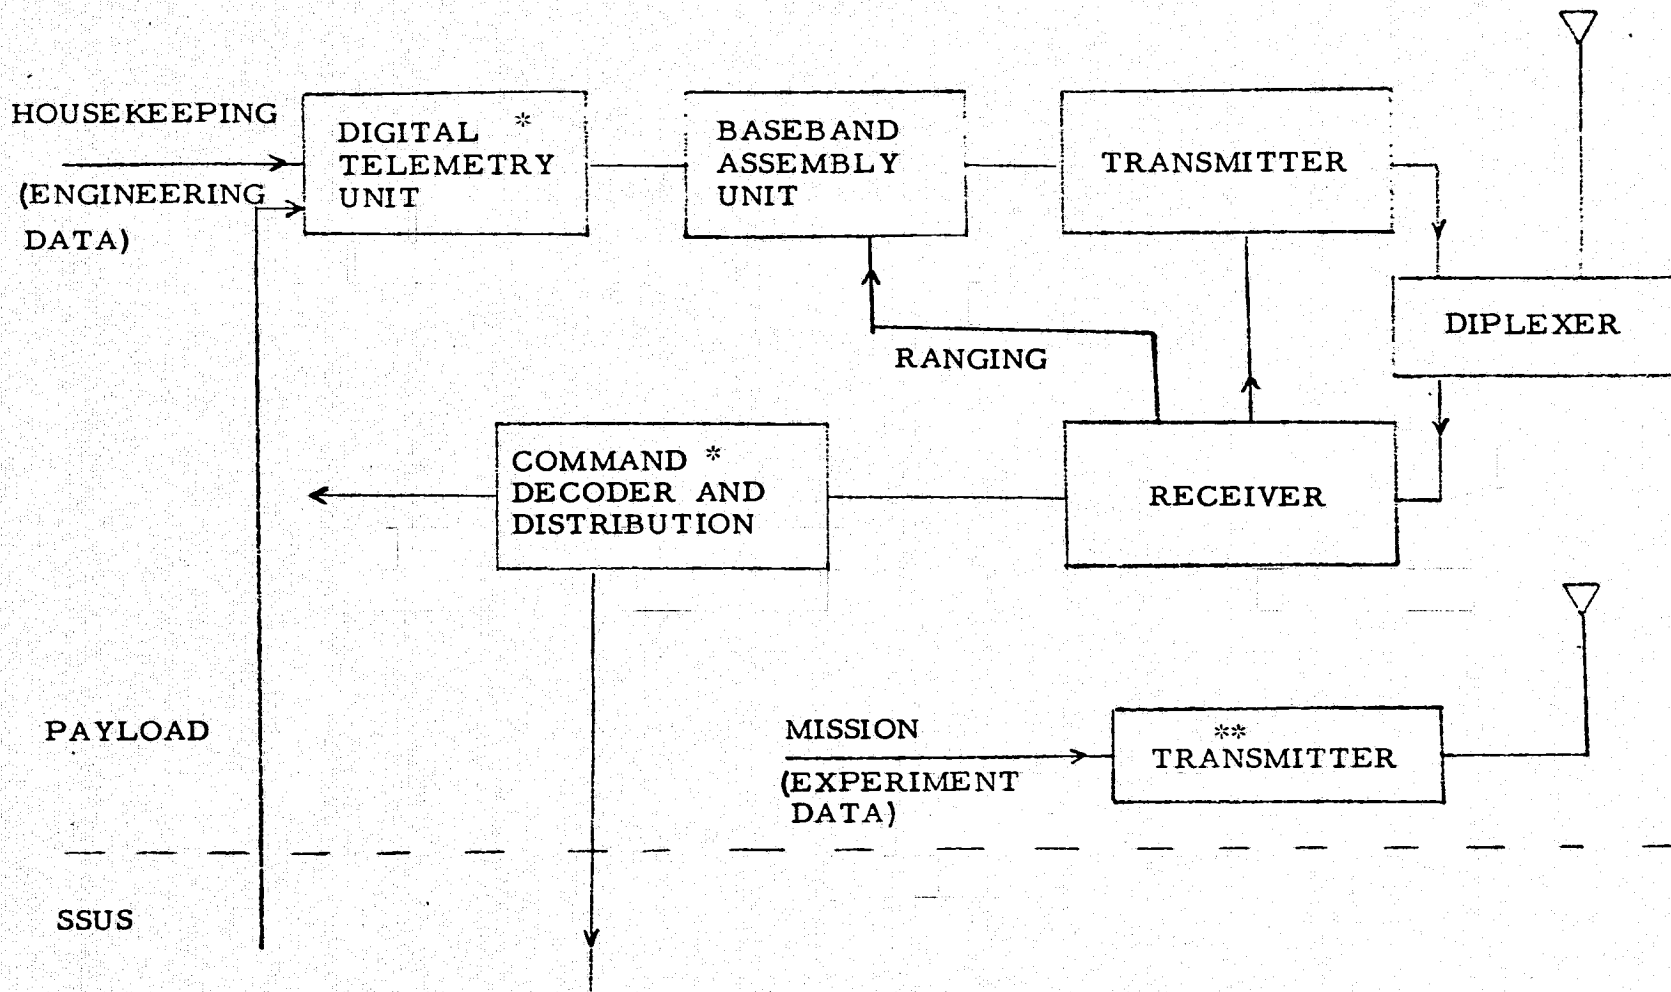 HOUSEKEEPING
(ENGINEERING
DATA)
DIGITAL *
TELEMETRY
UNIT
BASEBAND
ASSEMBLY
UNIT
TRANSMITTER
DIPLEXER
RANGING
COMMAND *
DECODER AND
DISTRIBUTION
RECEIVER
PAYLOAD
MISSION
(EXPERIMENT
DATA)
**
TRANSMITTER
SSUS